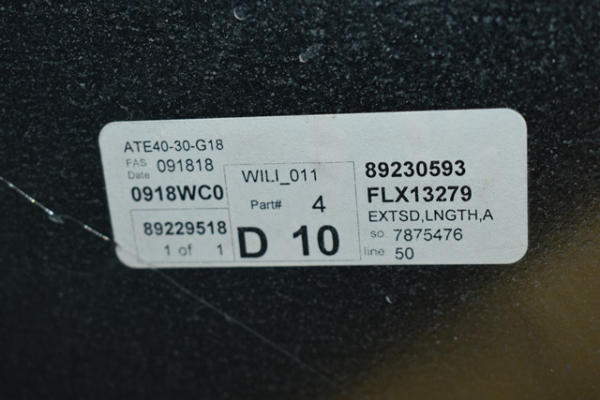 ATE40-30-G18
FAS Date 091818
0918WC0
89229518
1 of 1
WILI_011
Part# 4
D 10
89230593
FLX13279
EXTSD,LNGTH,A
so: 7875476
line: 50